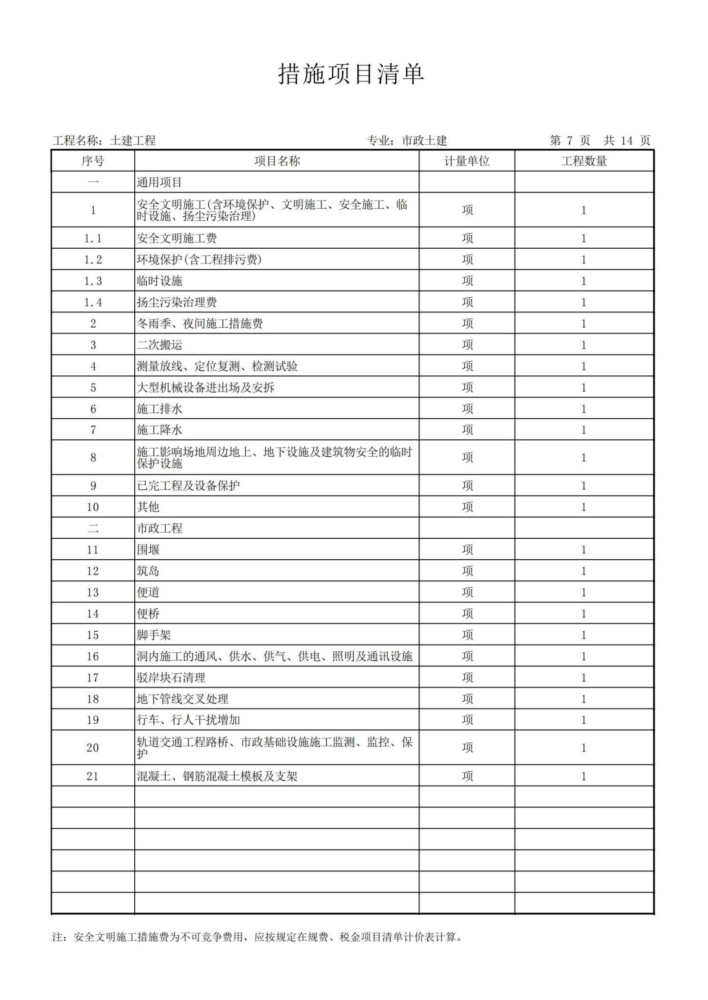 措施项目清单
工程名称：土建工程 专业：市政土建 第 7 页 共 14 页
序号 项目名称 计量单位 工程数量
一 通用项目
1 安全文明施工(含环境保护、文明施工、安全施工、临
时设施、扬尘污染治理) 项 1
1.1 安全文明施工费 项 1
1.2 环境保护(含工程排污费) 项 1
1.3 临时设施 项 1
1.4 扬尘污染治理费 项 1
2 冬雨季、夜间施工措施费 项 1
3 二次搬运 项 1
4 测量放线、定位复测、检测试验 项 1
5 大型机械设备进出场及安拆 项 1
6 施工排水 项 1
7 施工降水 项 1
8 施工影响场地周边地上、地下设施及建筑物安全的临时
保护设施 项 1
9 已完工程及设备保护 项 1
10 其他 项 1
二 市政工程
11 围堰 项 1
12 筑岛 项 1
13 便道 项 1
14 便桥 项 1
15 脚手架 项 1
16 洞内施工的通风、供水、供气、供电、照明及通讯设施 项 1
17 驳岸块石清理 项 1
18 地下管线交叉处理 项 1
19 行车、行人干扰增加 项 1
20 轨道交通工程路桥、市政基础设施施工监测、监控、保
护 项 1
21 混凝土、钢筋混凝土模板及支架 项 1
注：安全文明施工措施费为不可竞争费用，应按规定在规费、税金项目清单计价表计算。